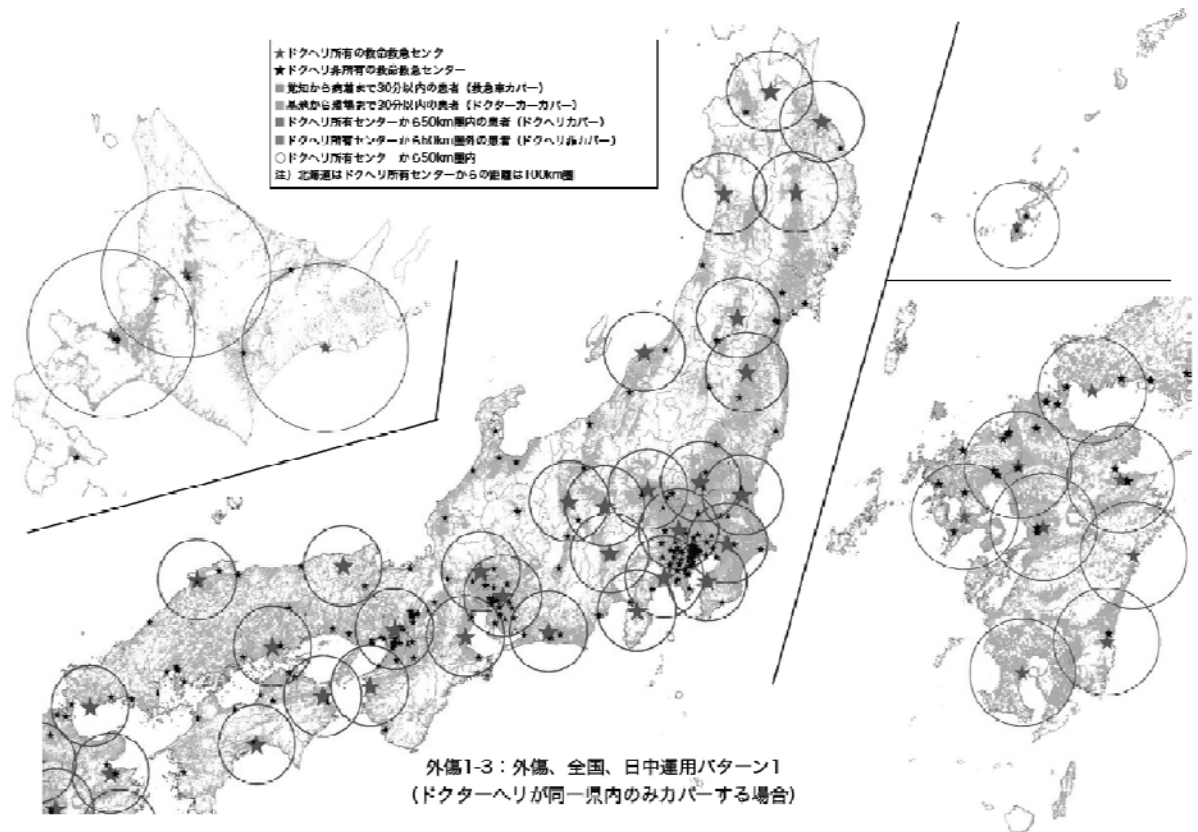 ★ドクヘリ所有の救命救急センタ
★ドクヘリ非所有の救命救急センター
■覚知から病着まで30分以内の患者（救急車カバー）
から現場まで30分以内の患者（ドクターカーカバー）
■ドクヘリ所有センターから50km圏内の患者（ドクヘリカバー）
■ドクヘリ所有センターから50km圏外の患者（ドクヘリ非カバー）
○ドクヘリ所有センタ　から50km圏内
注）北海道はドクヘリ所有センターからの距離は100km圏
外傷1-3：外傷、全国、日中運用パターン1
（ドクターヘリが同一県内のみカバーする場合）